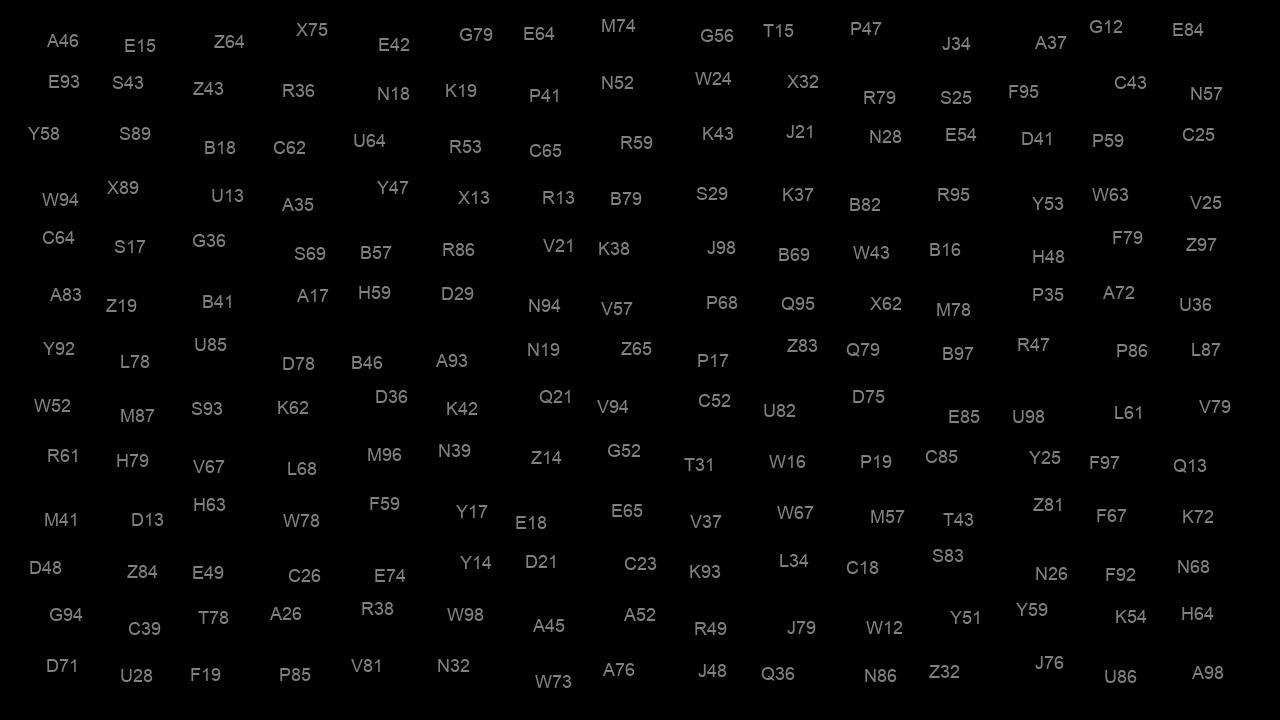 A46 E15 Z64 X75 E42 G79 E64 M74 G56 T15 P47 J34 A37 G12 E84
E93 S43 Z43 R36 N18 K19 P41 N52 W24 X32 R79 S25 F95 C43 N57
Y58 S89 B18 C62 U64 R53 C65 R59 K43 J21 N28 E54 D41 P59 C25
W94 X89 U13 A35 Y47 X13 R13 B79 S29 K37 B82 R95 Y53 W63 V25
C64 S17 G36 S69 B57 R86 V21 K38 J98 B69 W43 B16 H48 F79 Z97
A83 Z19 B41 A17 H59 D29 N94 V57 P68 Q95 X62 M78 P35 A72 U36
Y92 L78 U85 D78 B46 A93 N19 Z65 P17 Z83 Q79 B97 R47 P86 L87
W52 M87 S93 K62 D36 K42 Q21 V94 C52 U82 D75 E85 U98 L61 V79
R61 H79 V67 L68 M96 N39 Z14 G52 T31 W16 P19 C85 Y25 F97 Q13
M41 D13 H63 W78 F59 Y17 E18 E65 V37 W67 M57 T43 Z81 F67 K72
D48 Z84 E49 C26 E74 Y14 D21 C23 K93 L34 C18 S83 N26 F92 N68
G94 C39 T78 A26 R38 W98 A45 A52 R49 J79 W12 Y51 Y59 K54 H64
D71 U28 F19 P85 V81 N32 W73 A76 J48 Q36 N86 Z32 J76 U86 A98